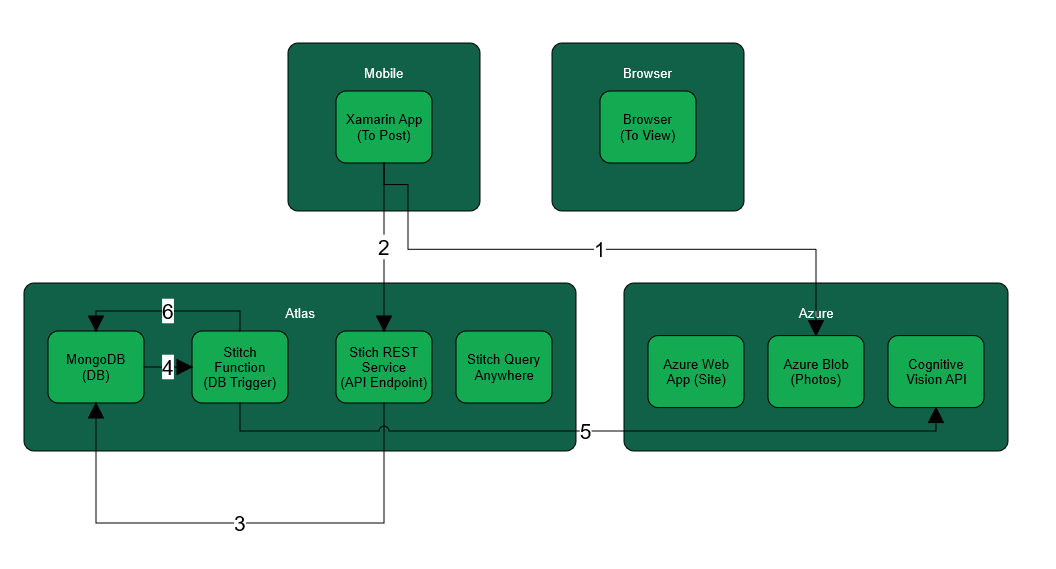 Mobile
Browser
Xamarin App
(To Post)
Browser
(To View)
2
1
Atlas
Azure
6
MongoDB
(DB)
4
Stitch
Function
(DB Trigger)
Stich REST
Service
(API Endpoint)
Stitch Query
Anywhere
Azure Web
App (Site)
Azure Blob
(Photos)
Cognitive
Vision API
5
3